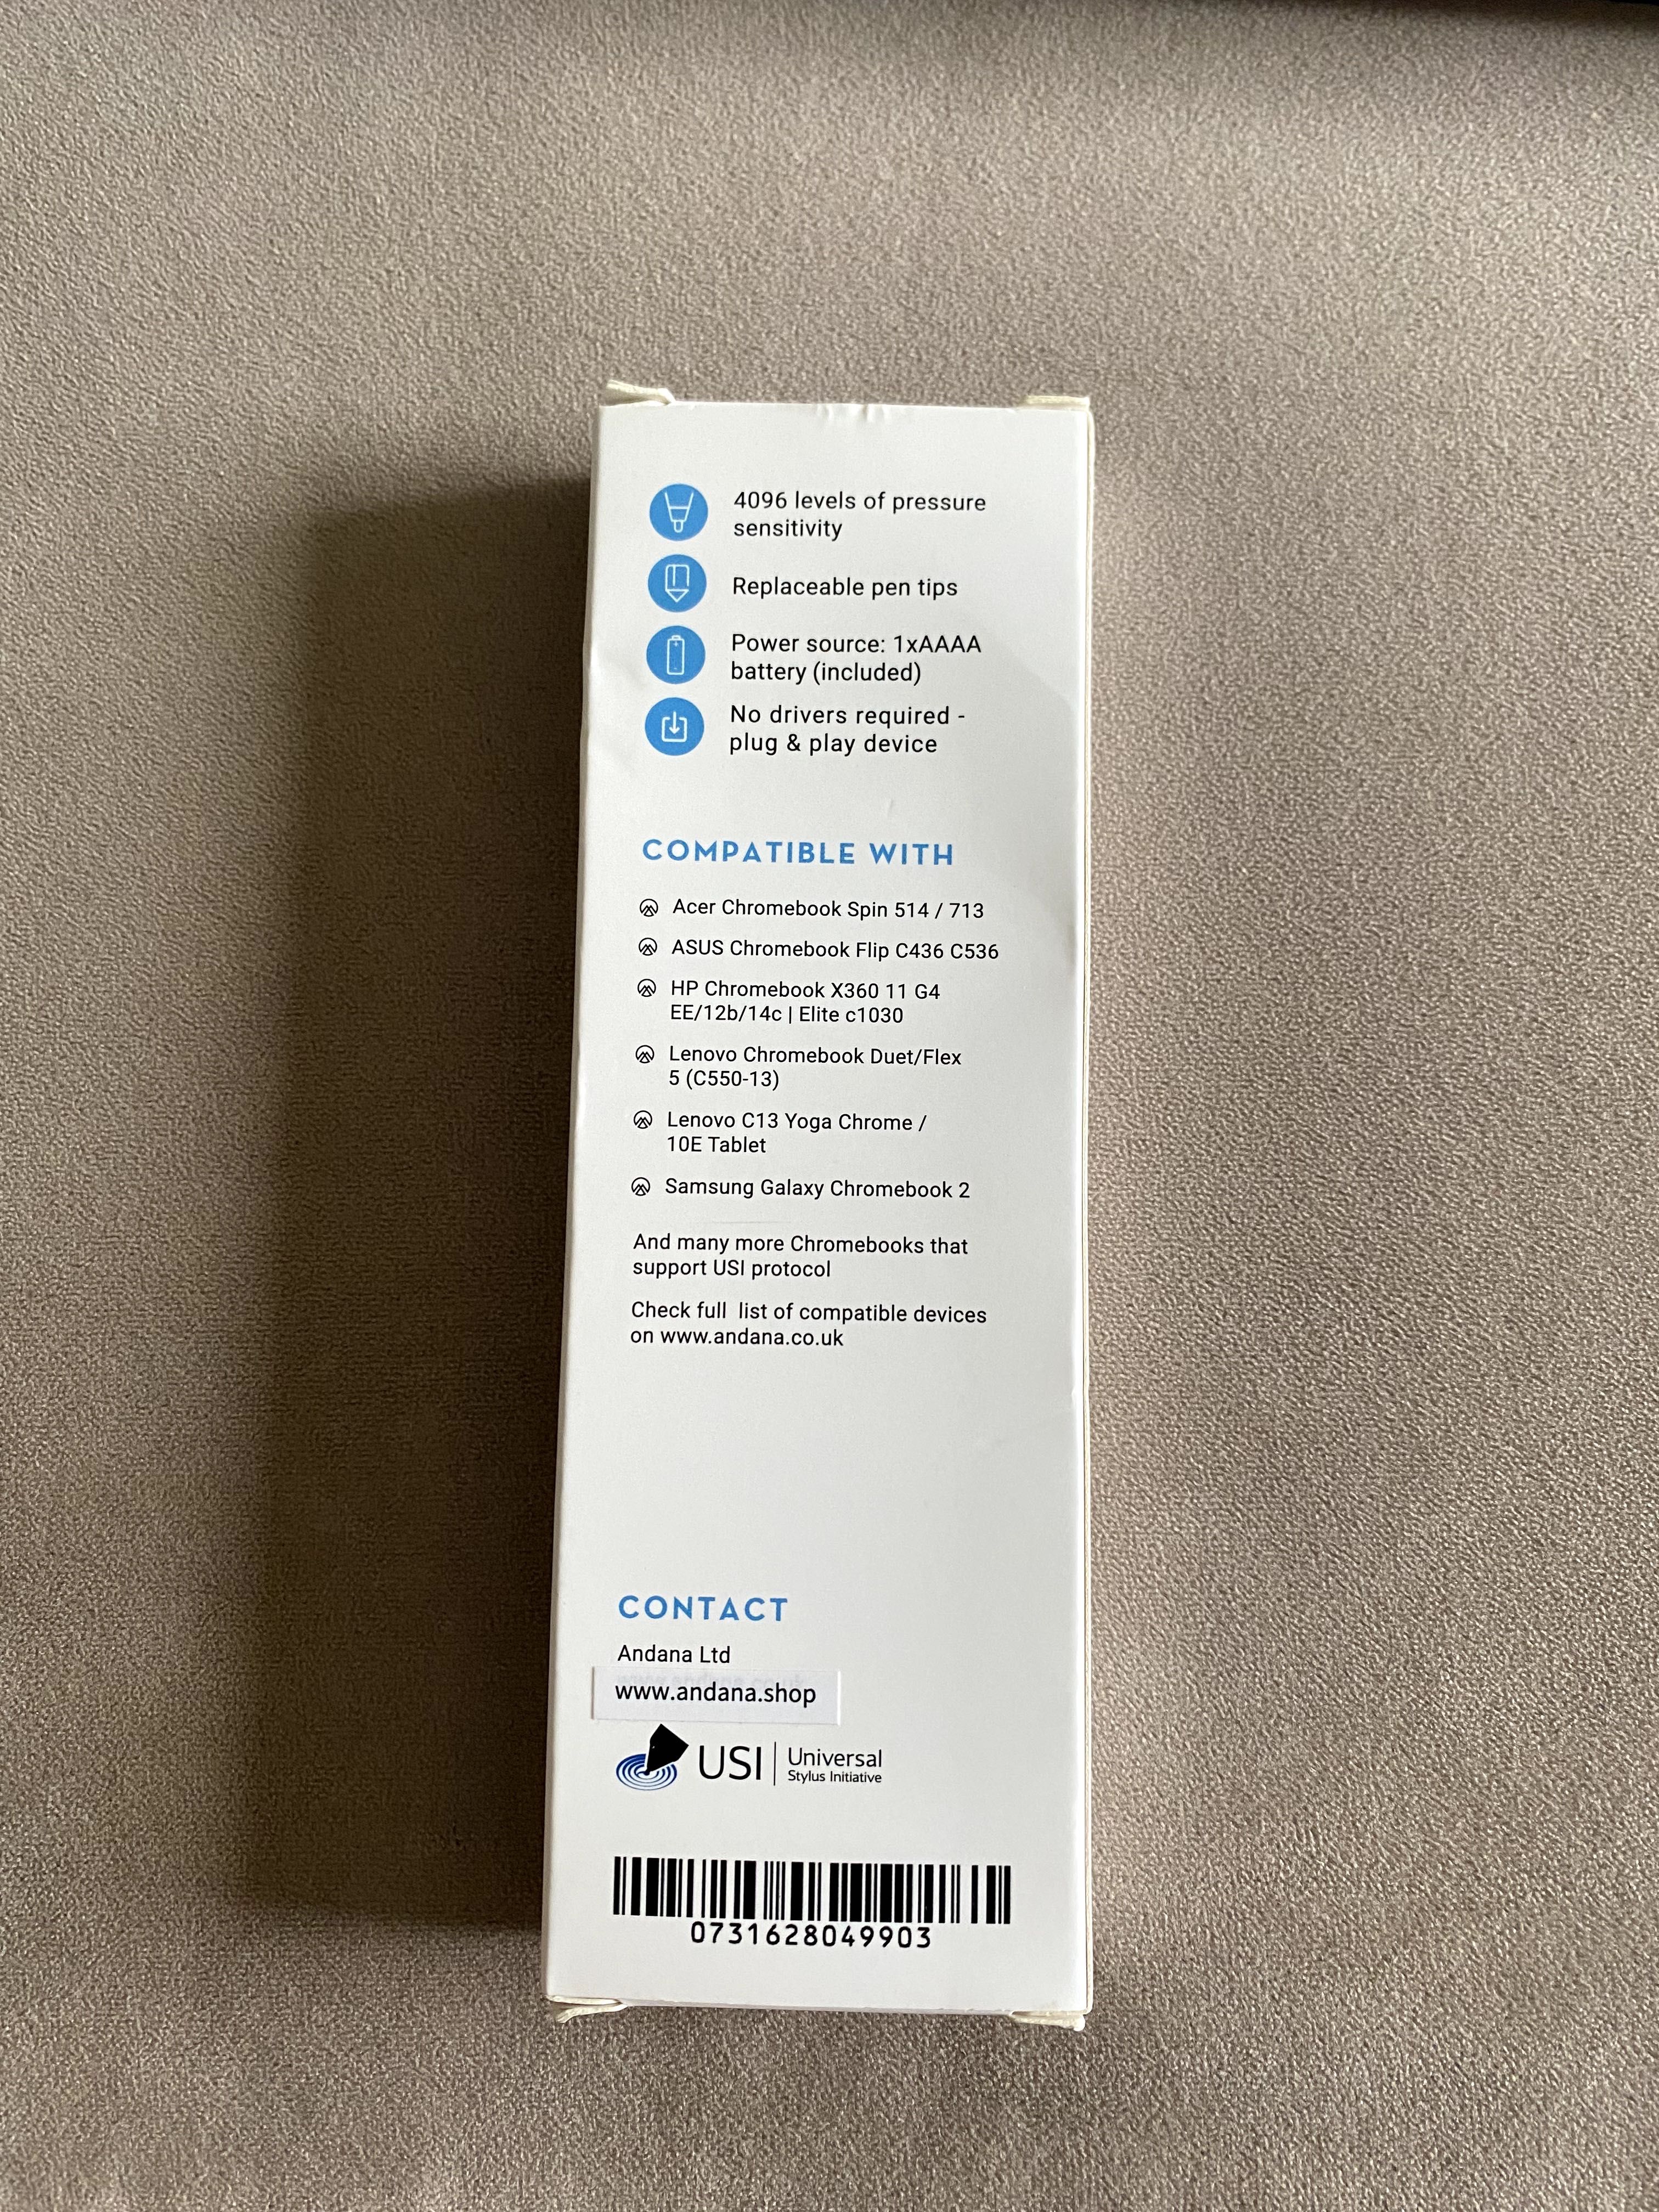 4096 levels of pressure
sensitivity
Replaceable pen tips
Power source: 1xAAAA
battery (included)
No drivers required -
plug & play device
COMPATIBLE WITH
Acer Chromebook Spin 514 / 713
ASUS Chromebook Flip C436 C536
HP Chromebook X360 11 G4
EE/12b/14c | Elite c1030
Lenovo Chromebook Duet/Flex
5 (C550-13)
Lenovo C13 Yoga Chrome /
10E Tablet
Samsung Galaxy Chromebook 2
And many more Chromebooks that
support USI protocol
Check full list of compatible devices
on www.andana.co.uk
CONTACT
Andana Ltd
www.andana.shop
USI | Universal
Stylus Initiative
0731628049903